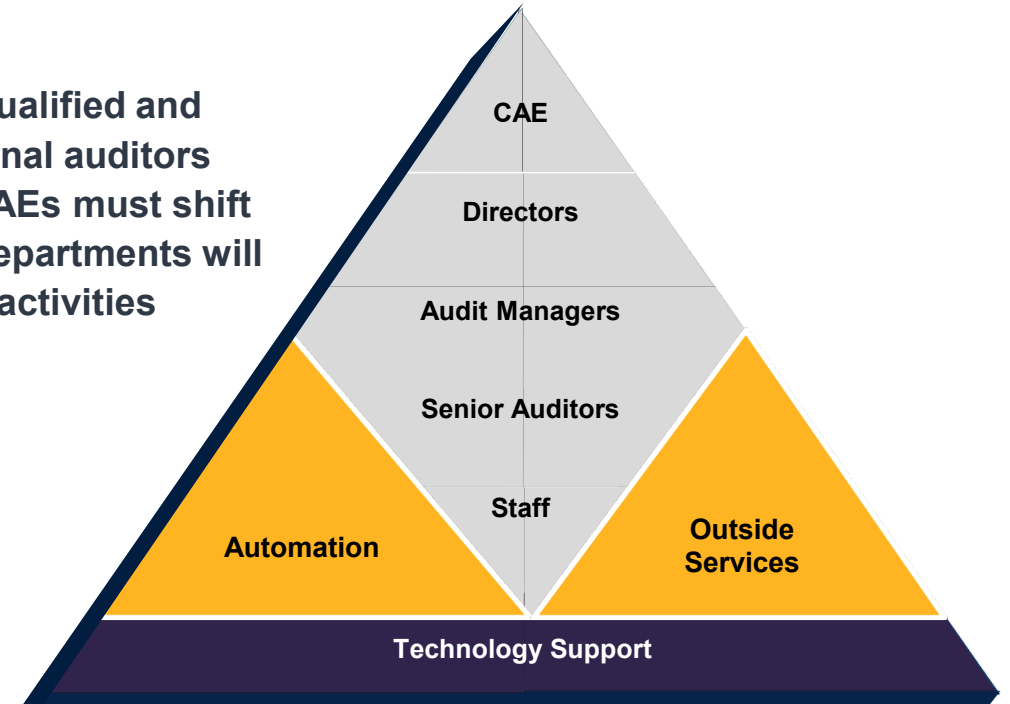 ualified and
nal auditors
AEs must shift
epartments will
activities
CAE
Directors
Audit Managers
Senior Auditors
Staff
Automation
Outside
Services
Technology Support